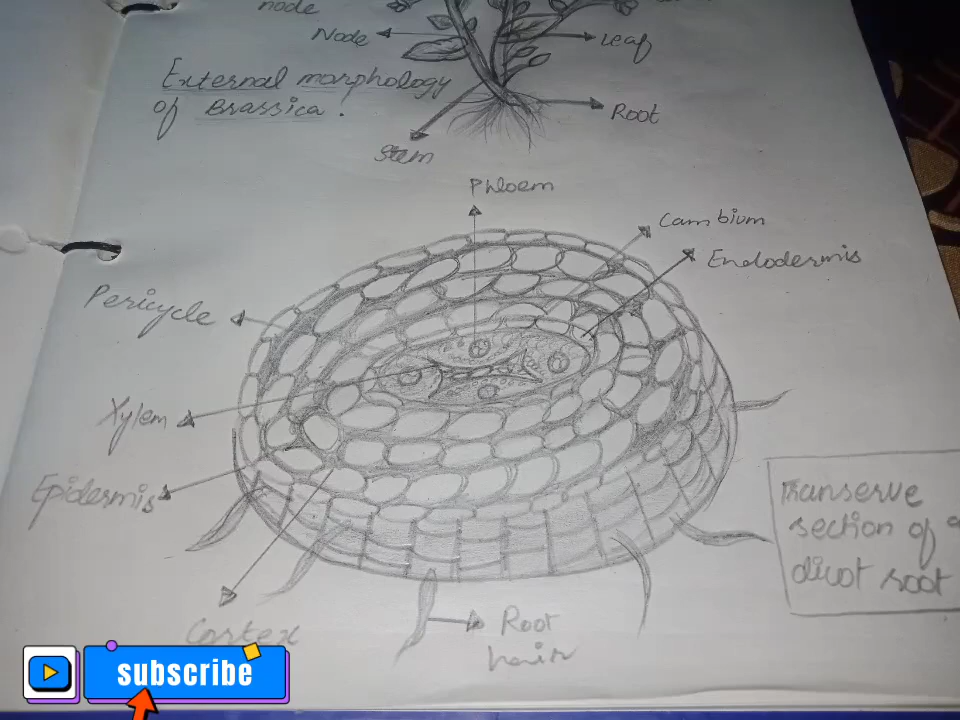 node
Node
Leaf
External morphology
of Brassica.
Root
Stem
Phloem
Cambium
Endodermis
Pericycle
Xylem
Epidermis
Transerve
section of a
dicot root
Cortex
Root
hair
subscribe